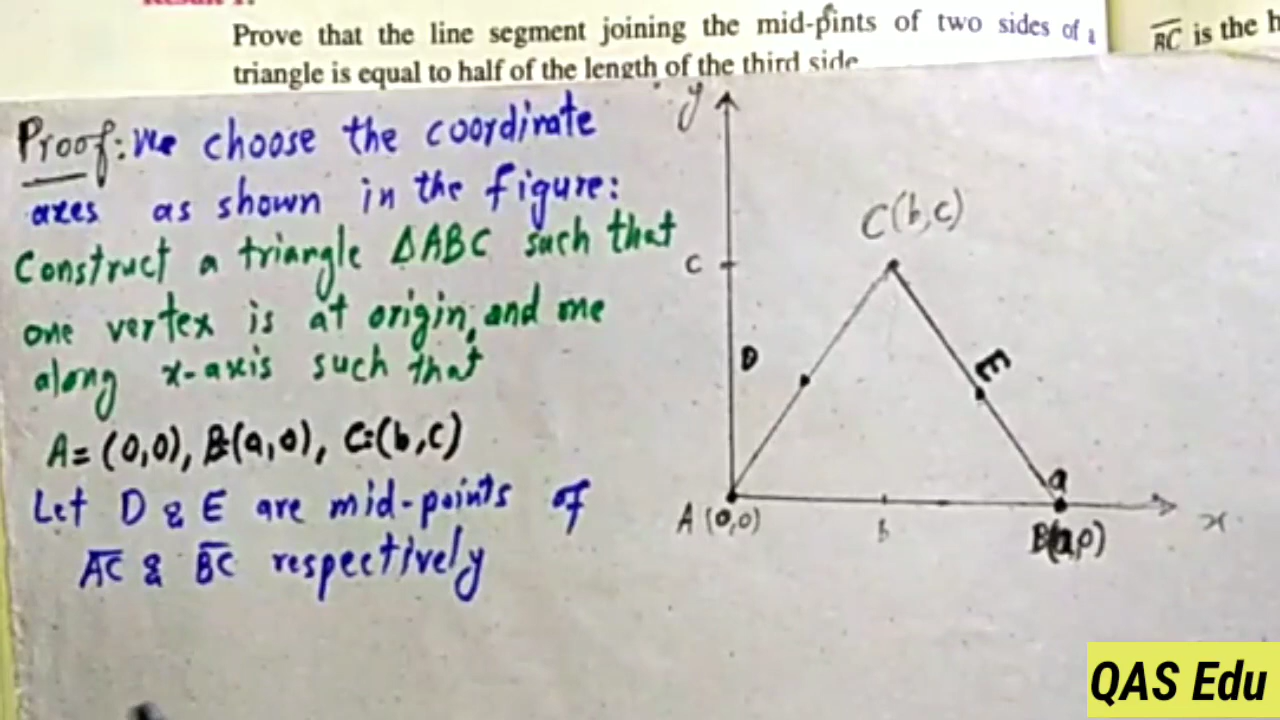 Prove that the line segment joining the mid-pints of two sides of a
triangle is equal to half of the length of the third side
BC is the h
Proof: We choose the coordinate
axes as shown in the figure:
Construct a triangle ΔABC such that
one vertex is at origin, and one
along x-axis such that
A=(0,0), B:(a,0), C:(b,c)
Let D & E are mid-points of
AC & BC respectively
y
C(b,c)
c
D
E
a
A(0,0)
b
x
QAS Edu